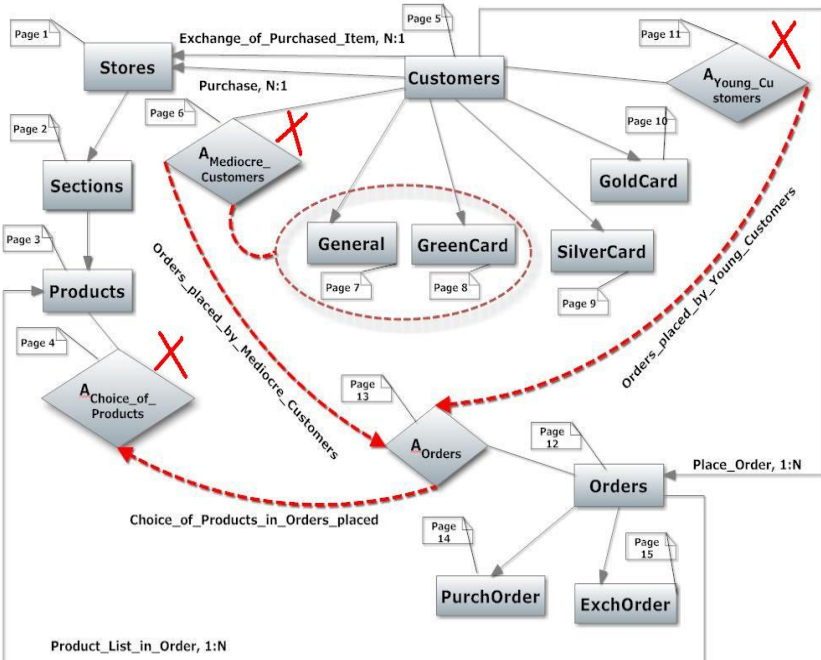 Page 1
Stores
Exchange_of_Purchased_Item, N:1
Purchase, N:1
Page 5
Customers
Page 11
A Young_Cu
stomers
Page 2
Sections
Page 6
A Mediocre_
Customers
Page 10
GoldCard
Page 3
Products
General
Page 7
GreenCard
Page 8
SilverCard
Page 9
Page 4
A Choice_of_
Products
Orders_placed_by_Mediocre_Customers
Orders_placed_by_Young_Customers
Page
13
A Orders
Page
12
Orders
Place_Order, 1:N
Choice_of_Products_in_Orders_placed
Page
14
PurchOrder
Page
15
ExchOrder
Product_List_in_Order, 1:N